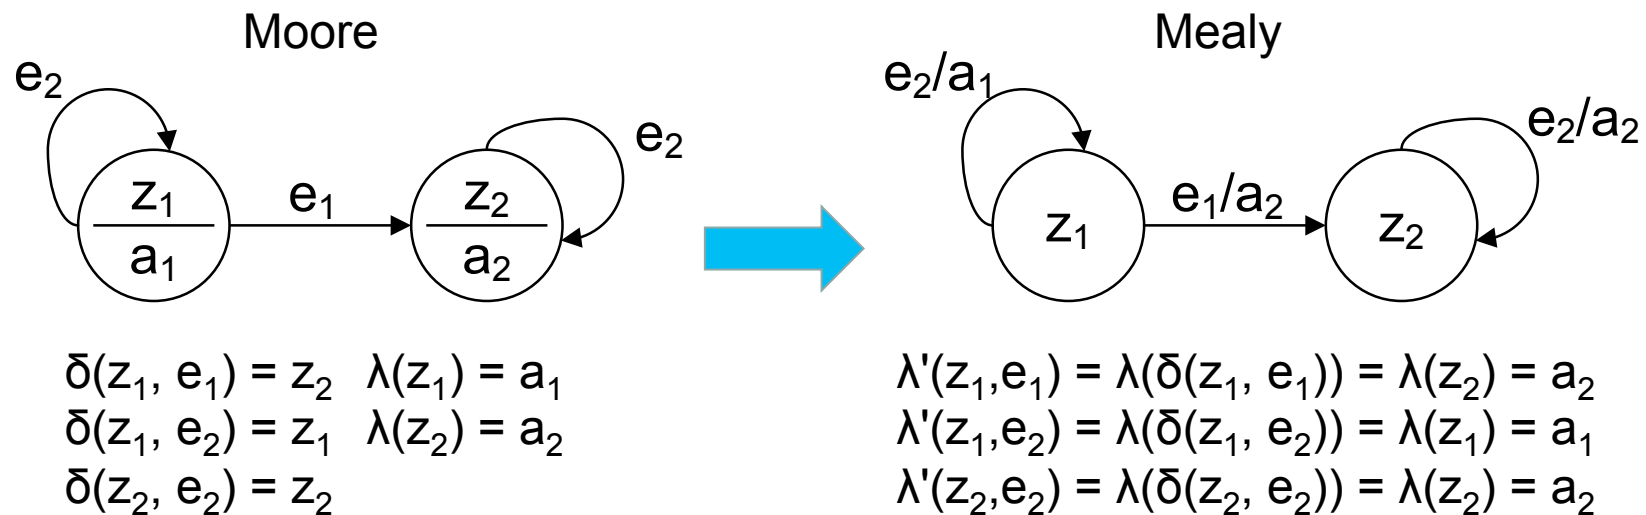 Moore
e₂
z₁
a₁
e₁
z₂
a₂
e₂
δ(z₁, e₁) = z₂ λ(z₁) = a₁
δ(z₁, e₂) = z₁ λ(z₂) = a₂
δ(z₂, e₂) = z₂
Mealy
e₂/a₁
z₁
e₁/a₂
z₂
e₂/a₂
λ'(z₁,e₁) = λ(δ(z₁, e₁)) = λ(z₂) = a₂
λ'(z₁,e₂) = λ(δ(z₁, e₂)) = λ(z₁) = a₁
λ'(z₂,e₂) = λ(δ(z₂, e₂)) = λ(z₂) = a₂